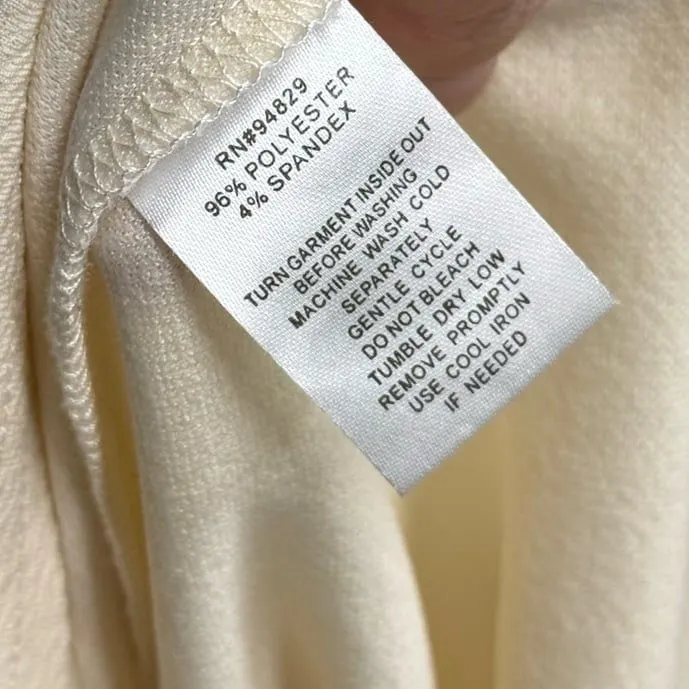 RN#94829
96% POLYESTER
4% SPANDEX
TURN GARMENT INSIDE OUT
BEFORE WASHING
MACHINE WASH COLD
SEPARATELY
GENTLE CYCLE
DO NOT BLEACH
TUMBLE DRY LOW
REMOVE PROMPTLY
USE COOL IRON
IF NEEDED